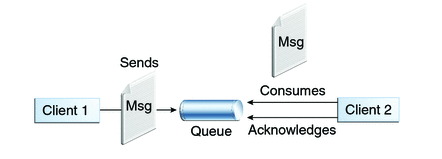 Msg
Sends
Msg
Consumes
Client 1
Client 2
Queue
Acknowledges